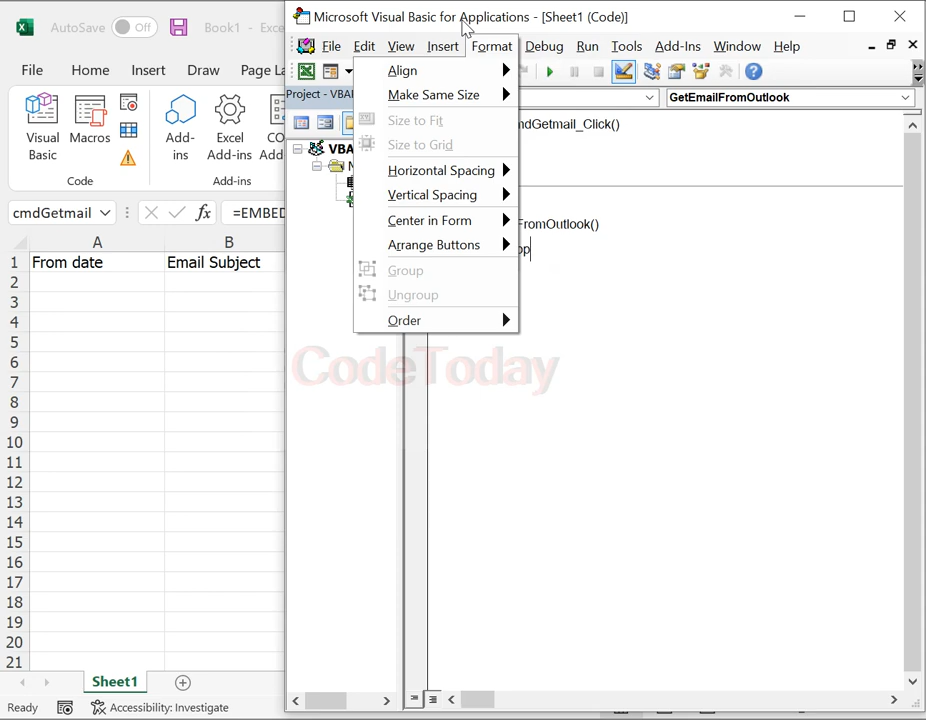 AutoSave Off Book1 - Exce
File Home Insert Draw Page La
Visual Basic
Macros
Code
Add-ins
Excel Add-ins
CO Add
Add-ins
cmdGetmail fx =EMBED
A B
1 From date Email Subject
2
3
4
5
6
7
8
9
10
11
12
13
14
15
16
17
18
19
20
21
Sheet1
Ready Accessibility: Investigate
Microsoft Visual Basic for Applications - [Sheet1 (Code)]
File Edit View Insert Format Debug Run Tools Add-Ins Window Help
Project - VBAI
VBA
GetEmailFromOutlook
Align
Make Same Size
Size to Fit
Size to Grid
Horizontal Spacing
Vertical Spacing
Center in Form
Arrange Buttons
Group
Ungroup
Order
mdGetmail_Click()
FromOutlook()
op
CodeToday